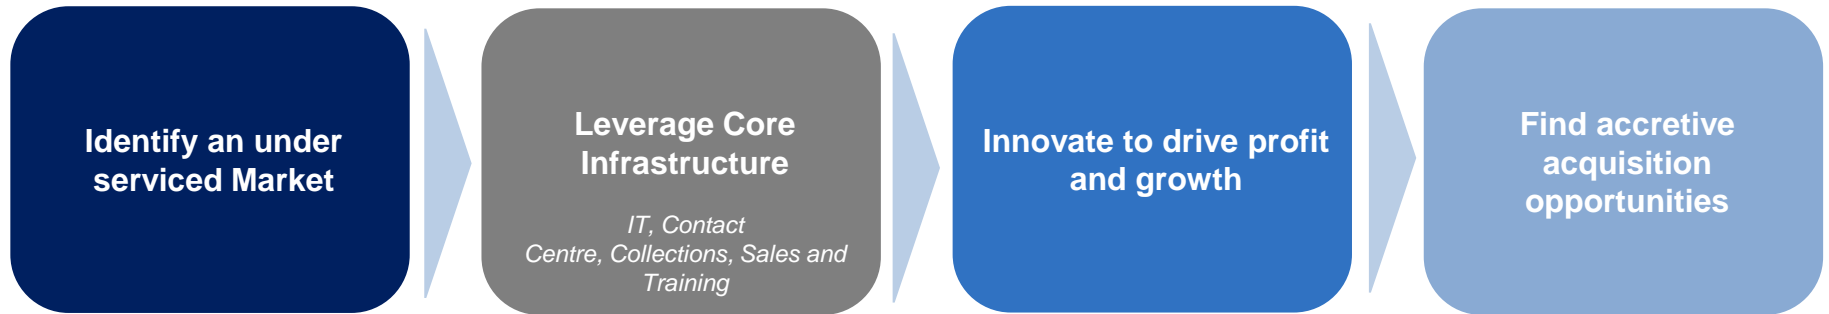 Identify an under
serviced Market
Leverage Core
Infrastructure
IT, Contact
Centre, Collections, Sales and
Training
Innovate to drive profit
and growth
Find accretive
acquisition
opportunities